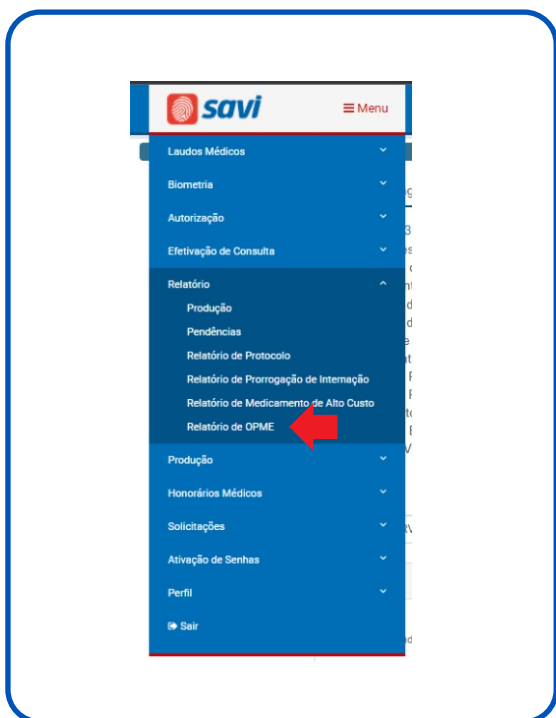 savi
Menu
Laudos Médicos
Biometria
Autorização
Efetivação de Consulta
Relatório
Produção
Pendências
Relatório de Protocolo
Relatório de Prorrogação de Internação
Relatório de Medicamento de Alto Custo
Relatório de OPME
Produção
Honorários Médicos
Solicitações
Ativação de Senhas
Perfil
Sair